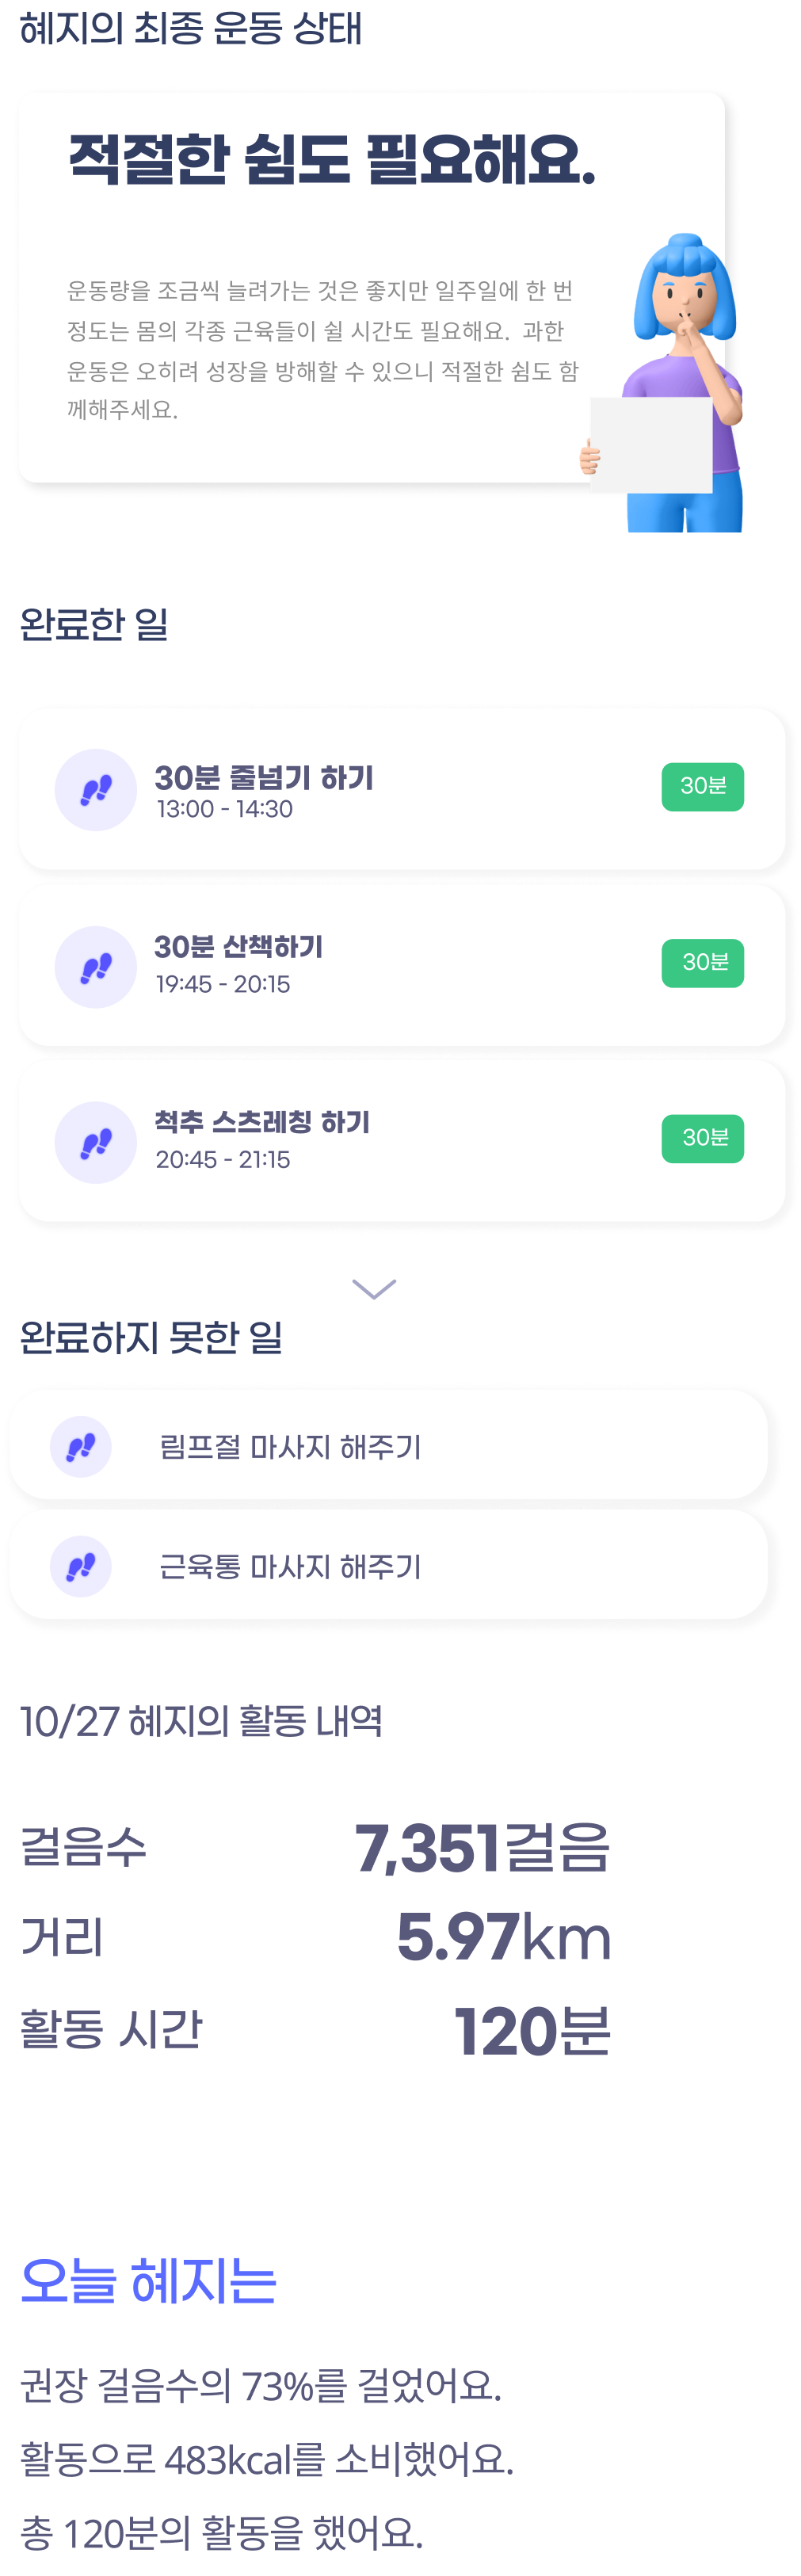 혜지의 최종 운동 상태
적절한 쉼도 필요해요.
운동량을 조금씩 늘려가는 것은 좋지만 일주일에 한 번
정도는 몸의 각종 근육들이 쉴 시간도 필요해요. 과한
운동은 오히려 성장을 방해할 수 있으니 적절한 쉼도 함
께해주세요.
완료한 일
30분 줄넘기 하기
30분
13:00 - 14:30
30분 산책하기
30분
19:45 - 20:15
척추 스츠레칭 하기
30분
20:45 - 21:15
완료하지 못한 일
림프절 마사지 해주기
근육통 마사지 해주기
10/27 혜지의 활동 내역
걸음수 7,351걸음
거리 5.97km
활동 시간 120분
오늘 혜지는
권장 걸음수의 73%를 걸었어요.
활동으로 483kcal를 소비했어요.
총 120분의 활동을 했어요.